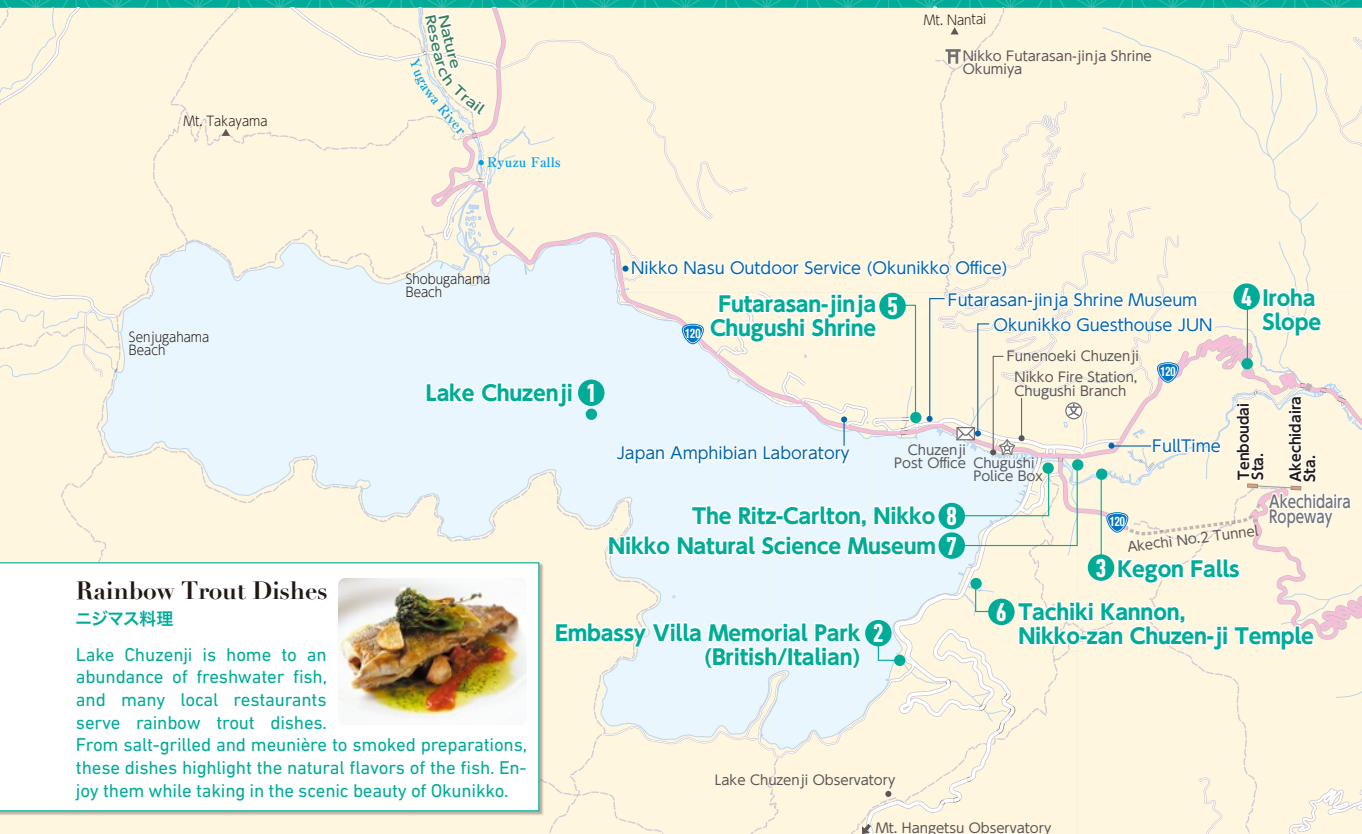 Mt. Nantai
Nikko Futarasan-jinja Shrine
Okumiya
Nature
Research Trail
Yugawa River
Mt. Takayama
Ryuzu Falls
Shobugahama
Beach
Nikko Nasu Outdoor Service (Okunikko Office)
Senjugahama
Beach
Futarasan-jinja 5
Chugushi Shrine
Futarasan-jinja Shrine Museum
4 Iroha
Slope
120
Okunikko Guesthouse JUN
Funenoeki Chuzenji
Nikko Fire Station,
Chugushi Branch
文
120
Lake Chuzenji 1
Japan Amphibian Laboratory
Chuzenji
Post Office
Chugushi
Police Box
FullTime
Tenboudai
Sta.
Akechidaira
Sta.
Akechidaira
Ropeway
The Ritz-Carlton, Nikko 8
120
Akechi No.2 Tunnel
Nikko Natural Science Museum 7
3 Kegon Falls
6 Tachiki Kannon,
Nikko-zan Chuzen-ji Temple
Embassy Villa Memorial Park 2
(British/Italian)
Lake Chuzenji Observatory
Mt. Hangetsu Observatory
Rainbow Trout Dishes
ニジマス料理
Lake Chuzenji is home to an
abundance of freshwater fish,
and many local restaurants
serve rainbow trout dishes.
From salt-grilled and meunière to smoked preparations,
these dishes highlight the natural flavors of the fish. En-
joy them while taking in the scenic beauty of Okunikko.